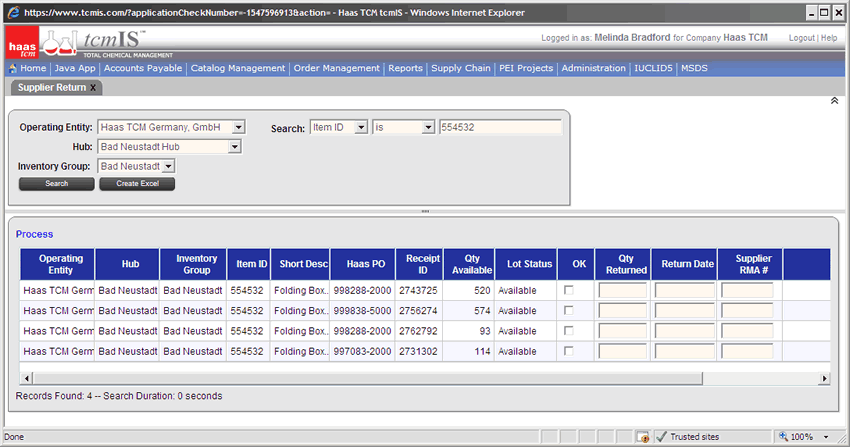 https://www.tcmis.com/?applicationCheckNumber=-1547596913&action= - Haas TCM tcmIS - Windows Internet Explorer
haas tcm
tcmIS™
TOTAL CHEMICAL MANAGEMENT
Logged in as: Melinda Bradford for Company Haas TCM Logout | Help
Home | Java App | Accounts Payable | Catalog Management | Order Management | Reports | Supply Chain | PEI Projects | Administration | IUCLID5 | MSDS
Supplier Return X
Operating Entity: Haas TCM Germany, GmbH Search: Item ID is 554532
Hub: Bad Neustadt Hub
Inventory Group: Bad Neustadt
Search Create Excel
Process
Operating Entity Hub Inventory Group Item ID Short Desc Haas PO Receipt ID Qty Available Lot Status OK Qty Returned Return Date Supplier RMA #
Haas TCM Germ Bad Neustadt Bad Neustadt 554532 Folding Box.. 998288-2000 2743725 520 Available
Haas TCM Germ Bad Neustadt Bad Neustadt 554532 Folding Box.. 999838-5000 2756274 574 Available
Haas TCM Germ Bad Neustadt Bad Neustadt 554532 Folding Box.. 998288-2000 2762792 93 Available
Haas TCM Germ Bad Neustadt Bad Neustadt 554532 Folding Box.. 997083-2000 2731302 114 Available
Records Found: 4 -- Search Duration: 0 seconds
Done Trusted sites 100%